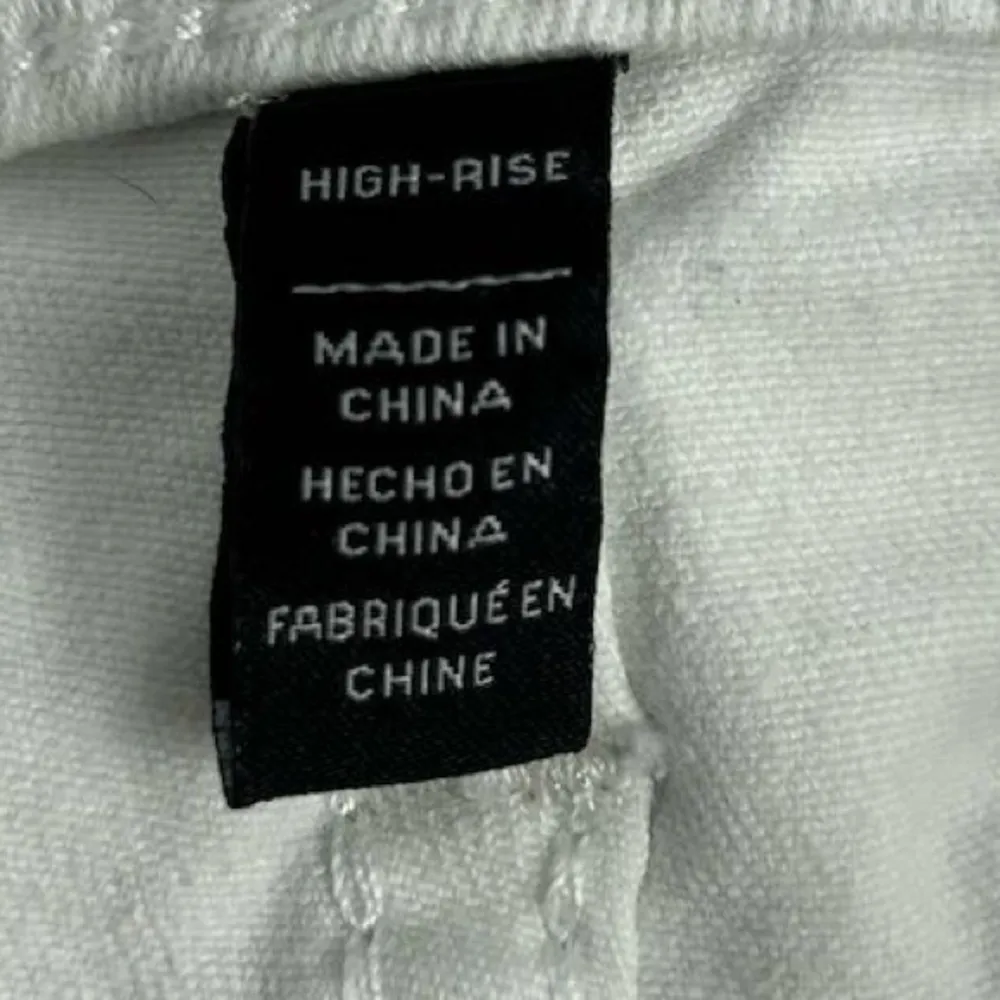 HIGH-RISE
MADE IN
CHINA
HECHO EN
CHINA
FABRIQUÉ EN
CHINE